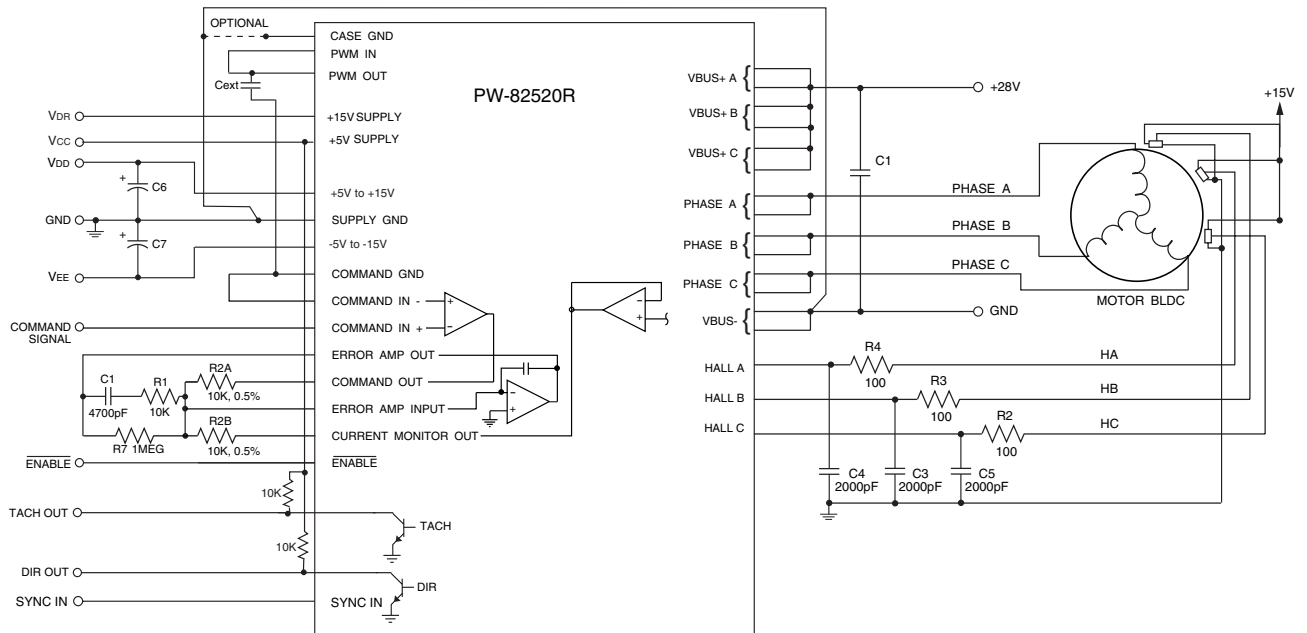 OPTIONAL
CASE GND
PWM IN
PWM OUT
Cext
PW-82520R
VDR
+15V SUPPLY
VCC
+5V SUPPLY
VDD
+
C6
+5V to +15V
GND
SUPPLY GND
+
C7
-5V to -15V
VEE
COMMAND GND
COMMAND IN -
+
COMMAND SIGNAL
COMMAND IN +
–
ERROR AMP OUT
C1
4700pF
R1
10K
R2A
10K, 0.5%
COMMAND OUT
ERROR AMP INPUT
–
+
R7 1MEG
R2B
10K, 0.5%
CURRENT MONITOR OUT
–
+
ENABLE
ENABLE
10K
TACH OUT
TACH
10K
DIR OUT
DIR
SYNC IN
SYNC IN
VBUS+ A {
VBUS+ B {
VBUS+ C {
PHASE A {
PHASE B {
PHASE C {
VBUS- {
+28V
C1
GND
PHASE A
PHASE B
PHASE C
MOTOR BLDC
+15V
HALL A
R4
100
HA
HALL B
R3
100
HB
HALL C
R2
100
HC
C4
2000pF
C3
2000pF
C5
2000pF